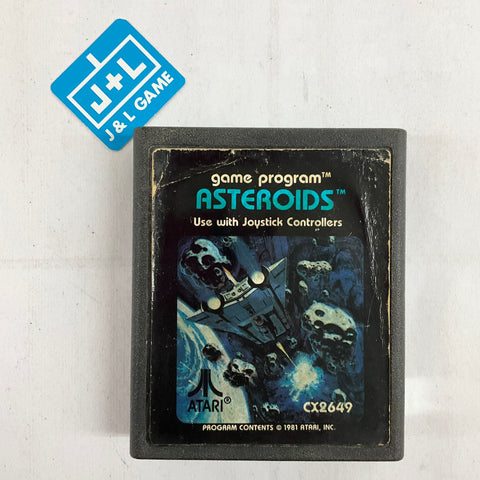 J+L
J & L GAME
game program™
ASTEROIDS™
Use with Joystick Controllers
ATARI®
CX2649
PROGRAM CONTENTS © 1981 ATARI, INC.